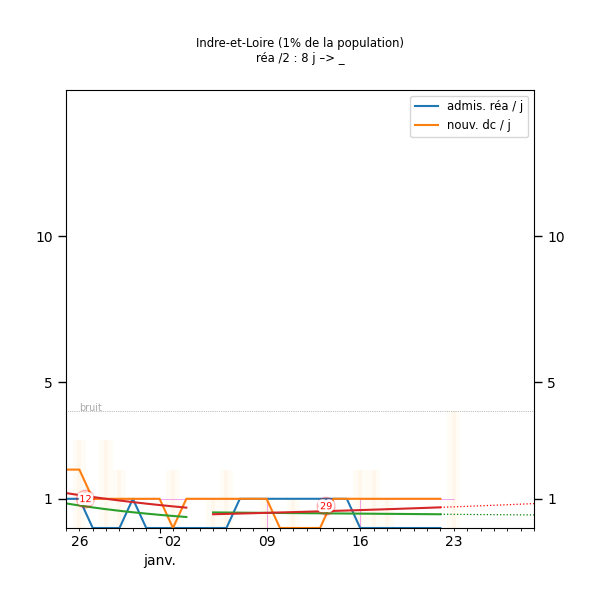 Indre-et-Loire (1% de la population)
réa /2 : 8 j –> _
admis. réa / j
nouv. dc / j
10 10
5 5
bruit
1 12 29 1
26 02 09 16 23
janv.